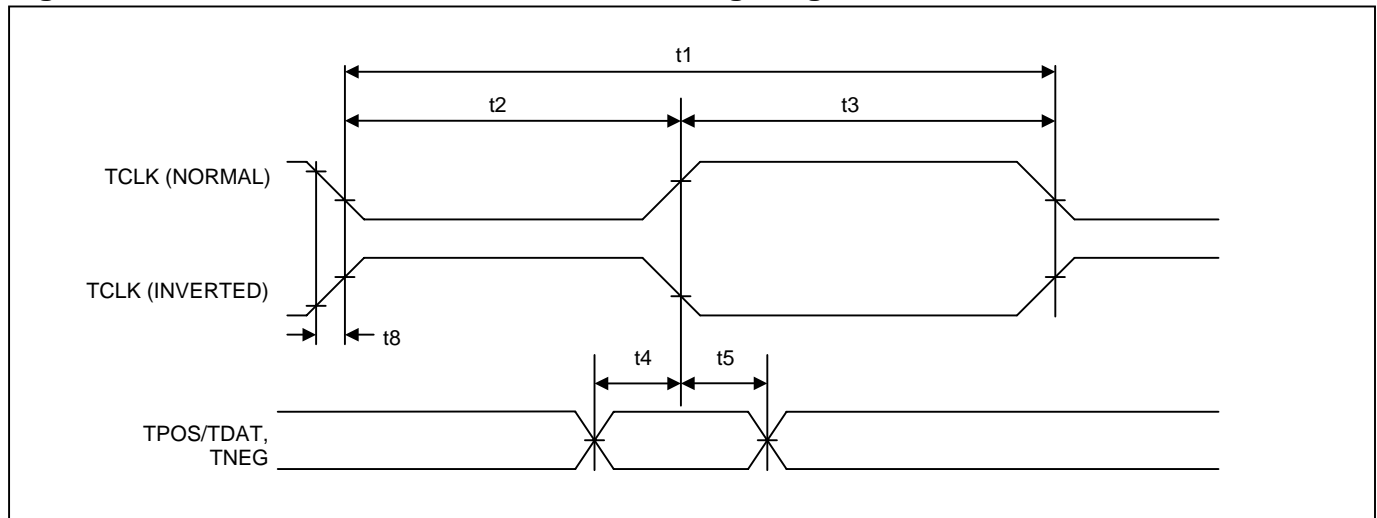 t1
t2
t3
TCLK (NORMAL)
TCLK (INVERTED)
t8
t4
t5
TPOS/TDAT,
TNEG